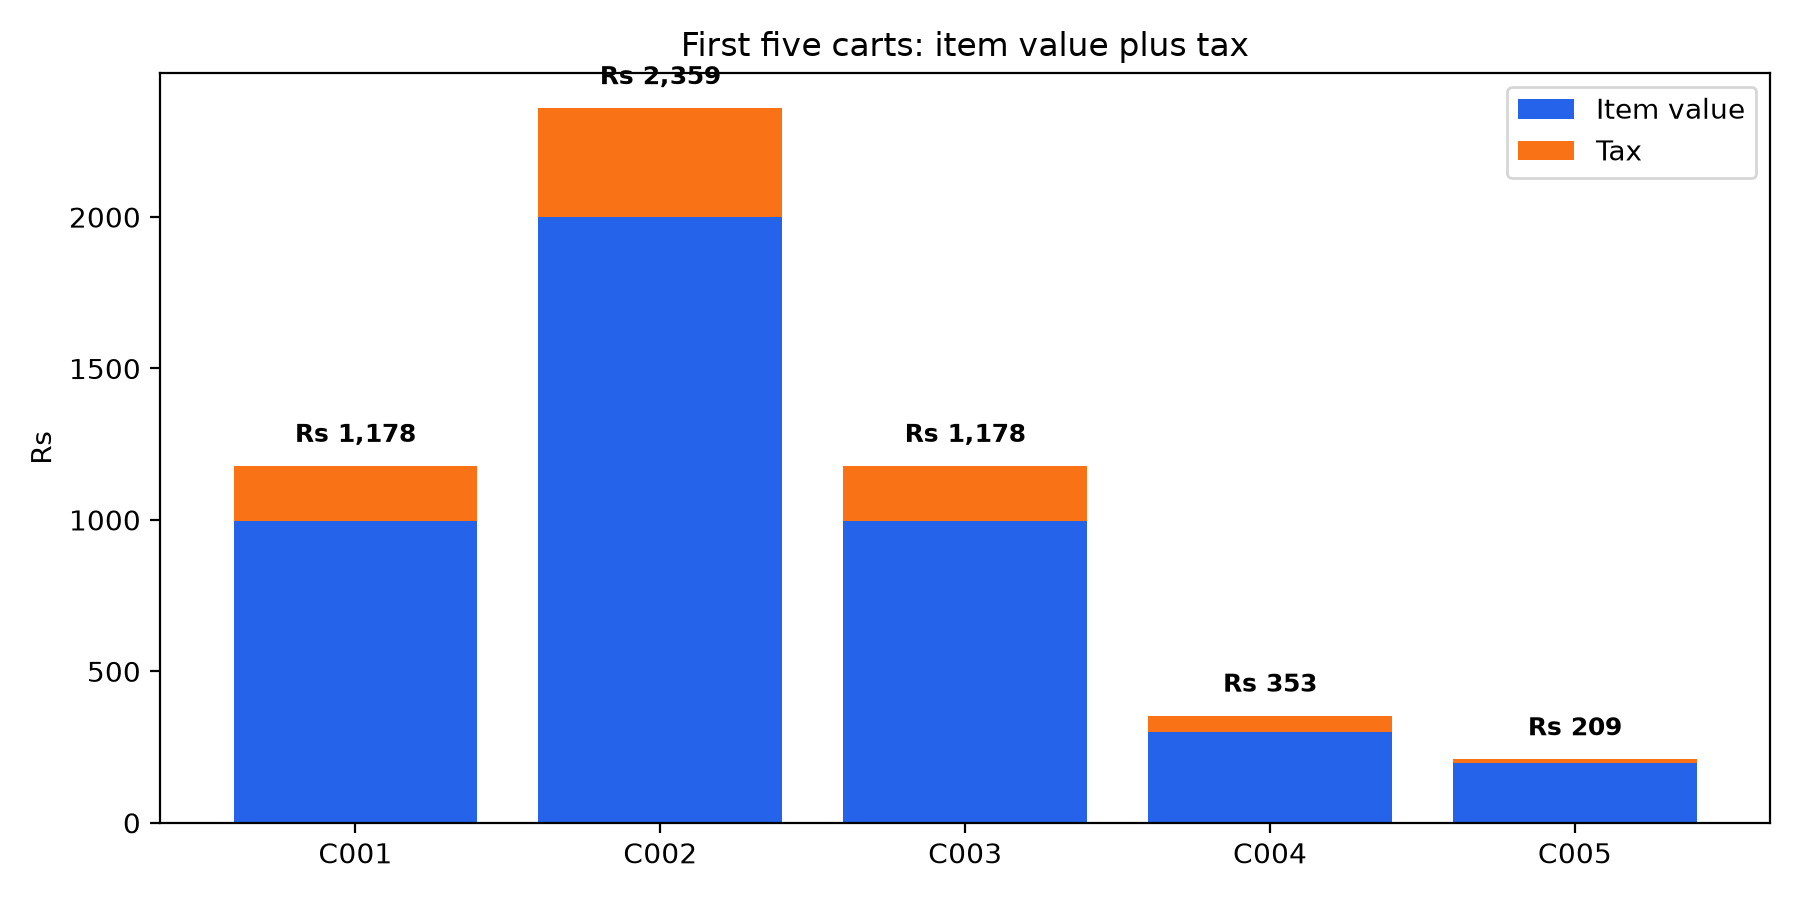 First five carts: item value plus tax
Rs 2,359
Item value
Tax
2000
1500
Rs 1,178
Rs 1,178
Rs
1000
500
Rs 353
Rs 209
0
C001
C002
C003
C004
C005